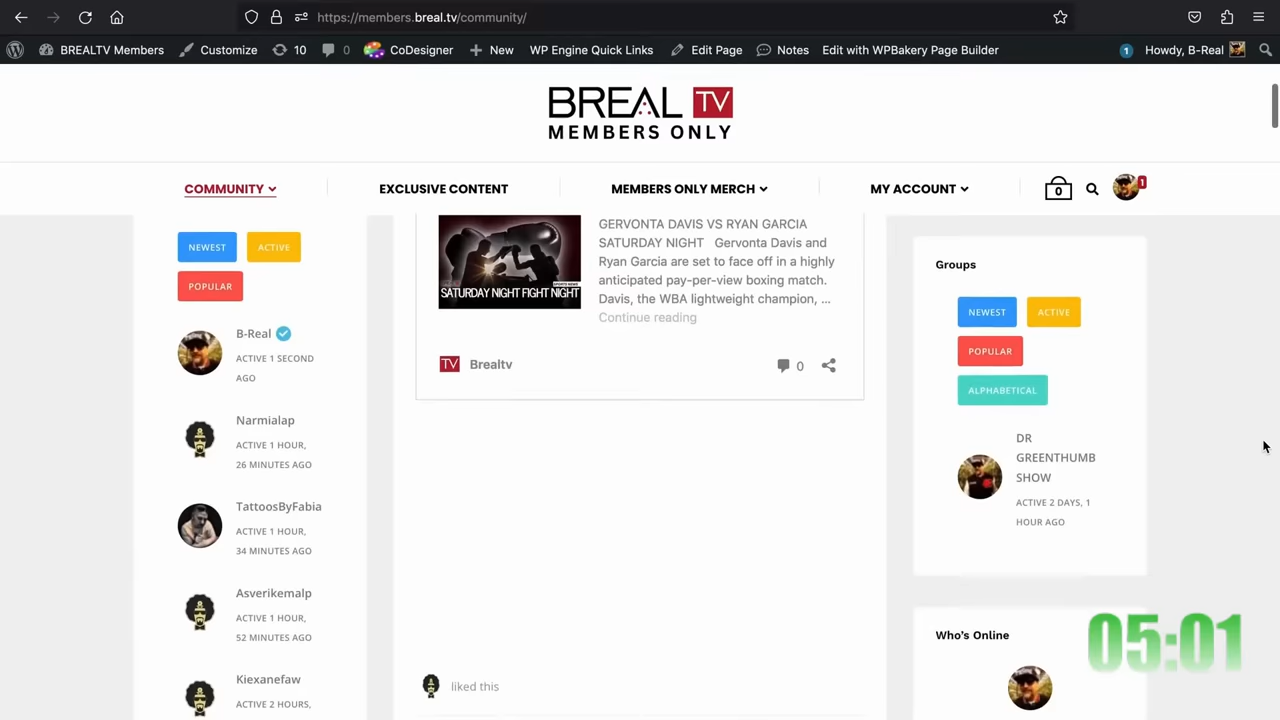 https://members.breal.tv/community/
BREALTV Members
Customize
10
0
CoDesigner
New
WP Engine Quick Links
Edit Page
Notes
Edit with WPBakery Page Builder
1
Howdy, B-Real
BREAL TV
MEMBERS ONLY
COMMUNITY
EXCLUSIVE CONTENT
MEMBERS ONLY MERCH
MY ACCOUNT
0
1
NEWEST
ACTIVE
POPULAR
B-Real
ACTIVE 1 SECOND
AGO
Narmialap
ACTIVE 1 HOUR,
26 MINUTES AGO
TattoosByFabia
ACTIVE 1 HOUR,
34 MINUTES AGO
Asverikemalp
ACTIVE 1 HOUR,
52 MINUTES AGO
Kiexanefaw
ACTIVE 2 HOURS,
SATURDAY NIGHT FIGHT NIGHT
GERVONTA DAVIS VS RYAN GARCIA
SATURDAY NIGHT Gervonta Davis and
Ryan Garcia are set to face off in a highly
anticipated pay-per-view boxing match.
Davis, the WBA lightweight champion, ...
Continue reading
TV
Brealtv
0
liked this
Groups
NEWEST
ACTIVE
POPULAR
ALPHABETICAL
DR
GREENTHUMB
SHOW
ACTIVE 2 DAYS, 1
HOUR AGO
Who's Online
05:01